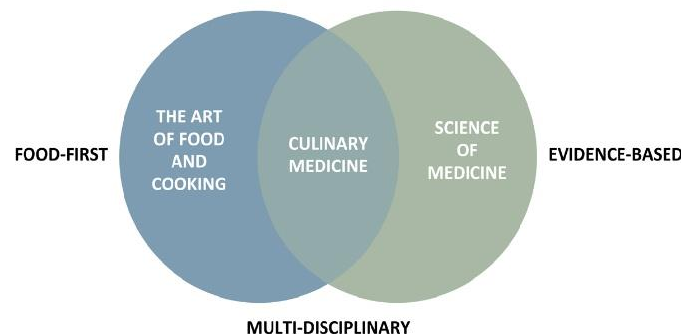 FOOD-FIRST
THE ART
OF FOOD
AND
COOKING
CULINARY
MEDICINE
SCIENCE
OF
MEDICINE
EVIDENCE-BASED
MULTI-DISCIPLINARY